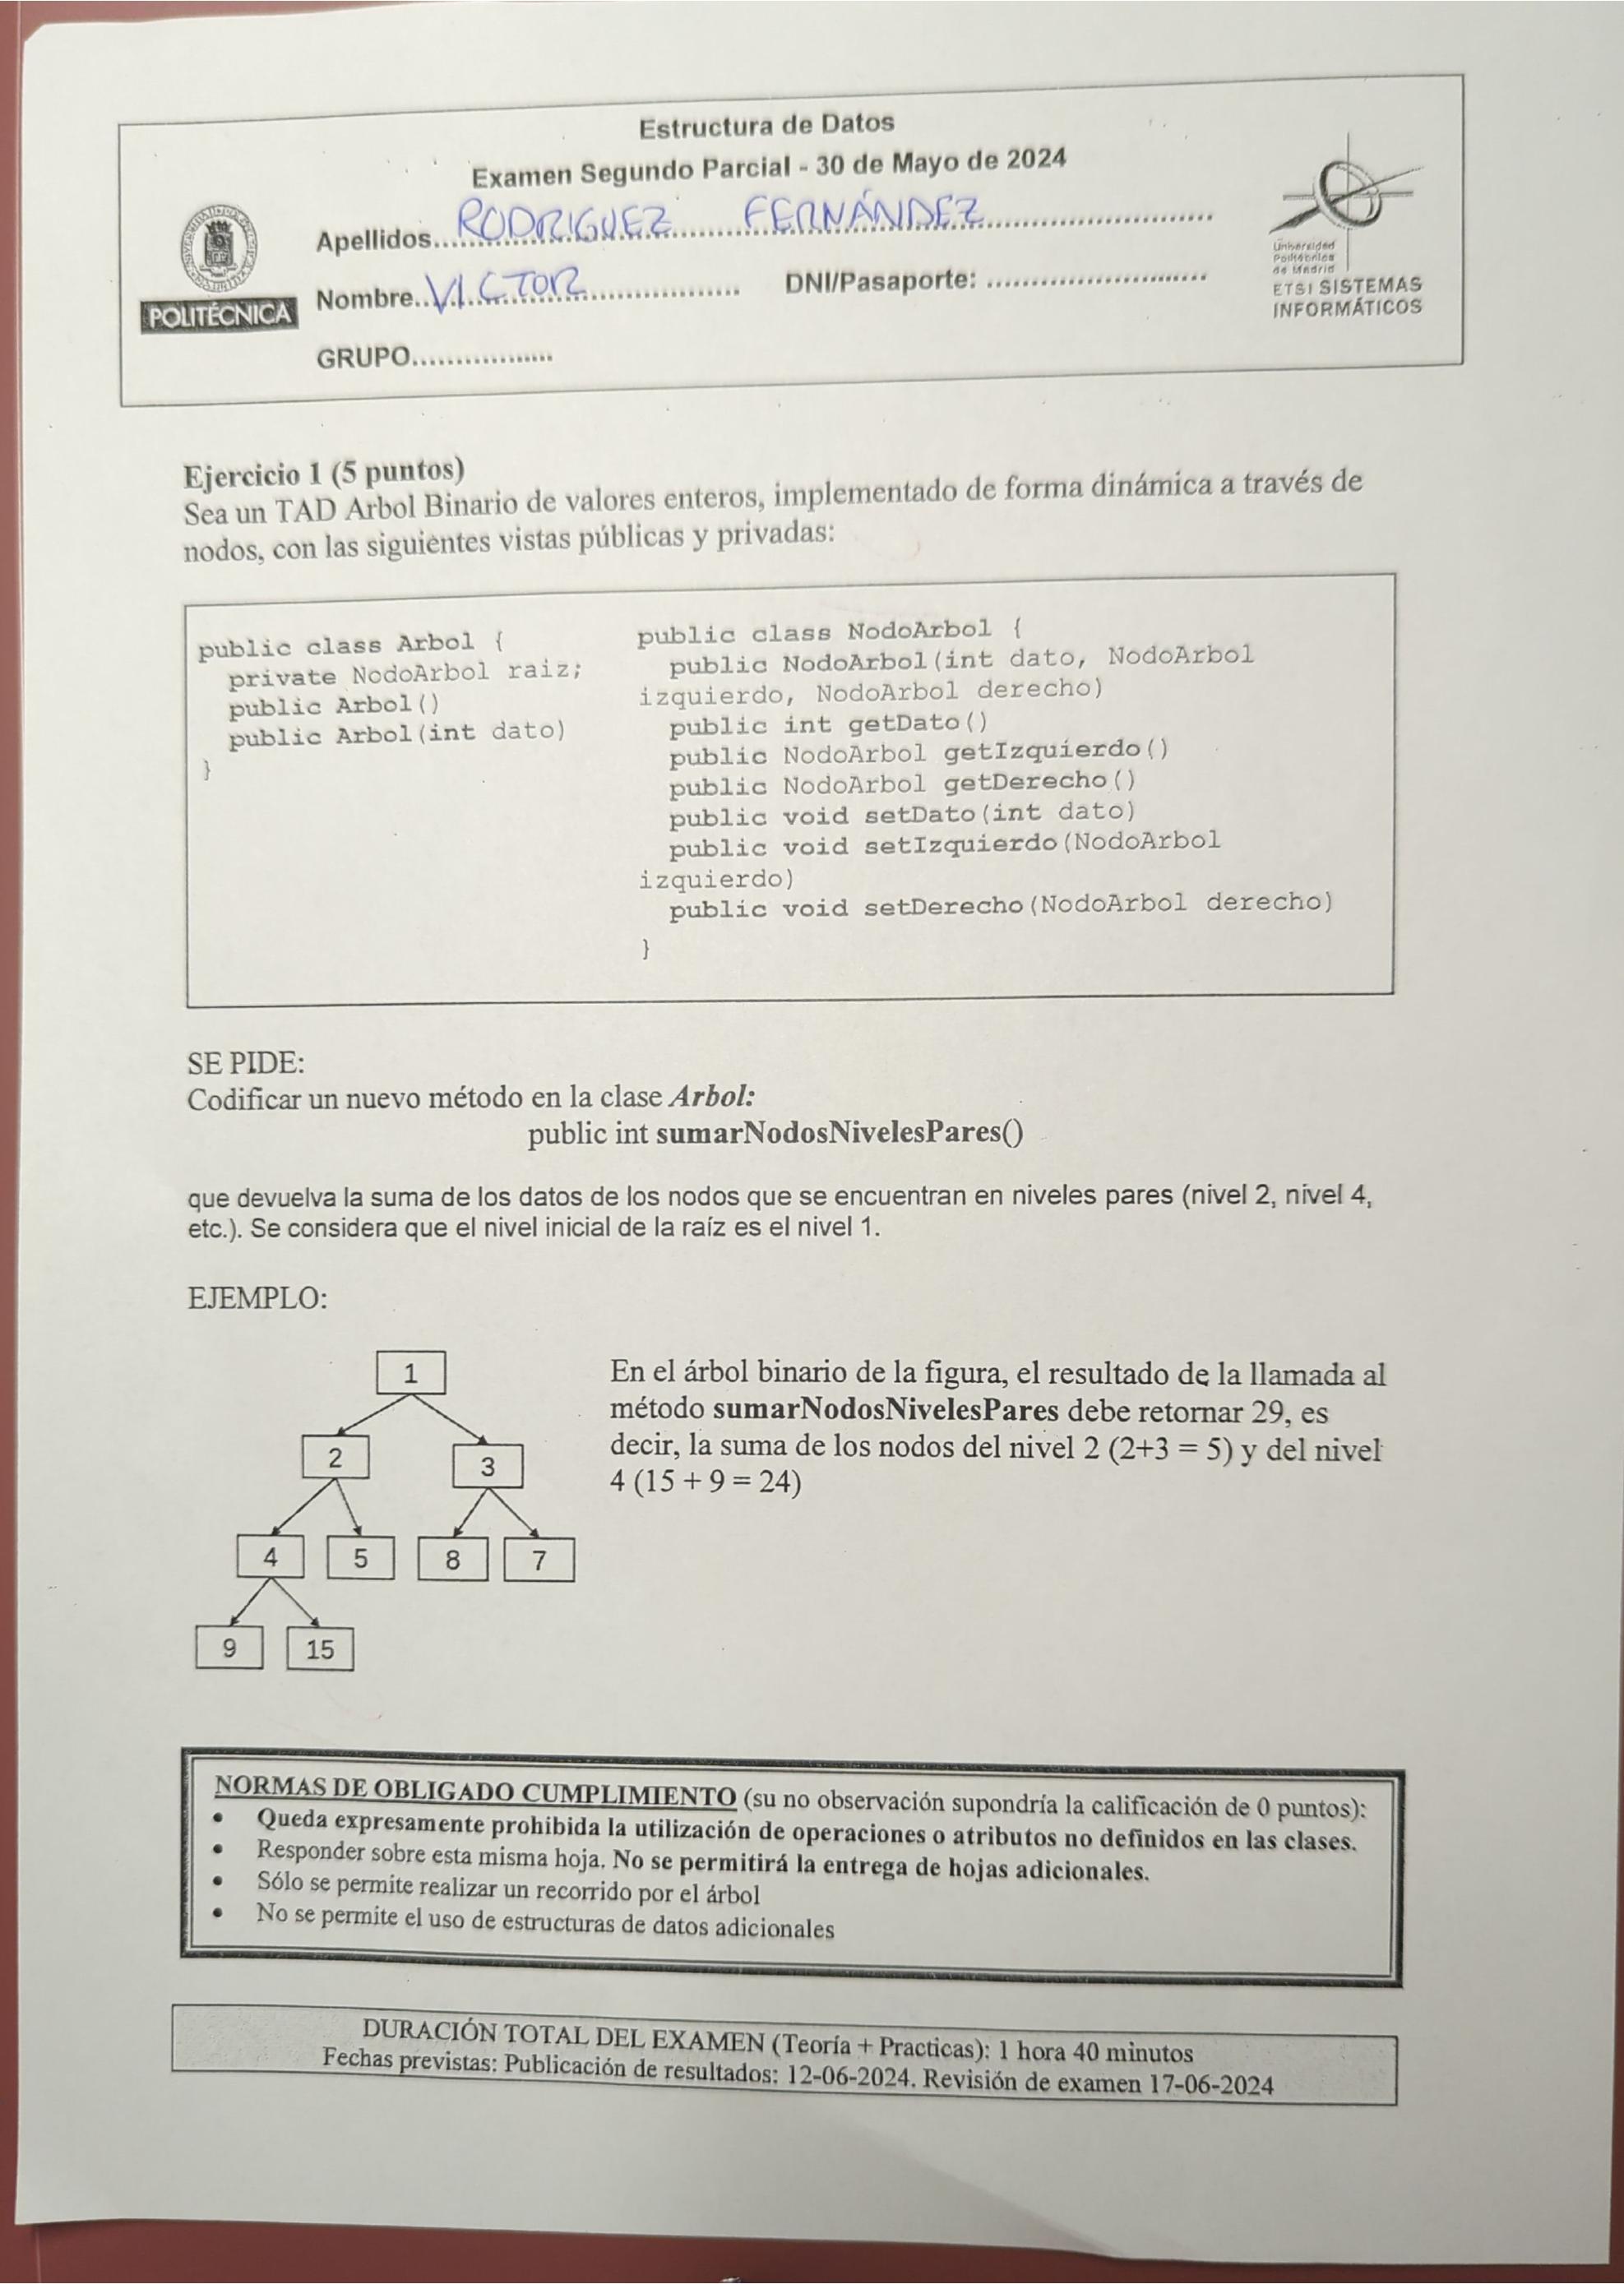 Estructura de Datos
Examen Segundo Parcial - 30 de Mayo de 2024
Apellidos...RODRIGUEZ FERNÁNDEZ
Nombre..VICTOR DNI/Pasaporte: ..........................
GRUPO..................
POLITÉCNICA
Universidad
Politécnica
de Madrid
ETSI SISTEMAS
INFORMÁTICOS
Ejercicio 1 (5 puntos)
Sea un TAD Arbol Binario de valores enteros, implementado de forma dinámica a través de
nodos, con las siguientes vistas públicas y privadas:
public class Arbol {
private NodoArbol raiz;
public Arbol()
public Arbol(int dato)
}
public class NodoArbol {
public NodoArbol(int dato, NodoArbol
izquierdo, NodoArbol derecho)
public int getDato()
public NodoArbol getIzquierdo()
public NodoArbol getDerecho()
public void setDato(int dato)
public void setIzquierdo(NodoArbol
izquierdo)
public void setDerecho(NodoArbol derecho)
}
SE PIDE:
Codificar un nuevo método en la clase Arbol:
public int sumarNodosNivelesPares()
que devuelva la suma de los datos de los nodos que se encuentran en niveles pares (nivel 2, nivel 4,
etc.). Se considera que el nivel inicial de la raíz es el nivel 1.
EJEMPLO:
1
2 3
4 5 8 7
9 15
En el árbol binario de la figura, el resultado de la llamada al
método sumarNodosNivelesPares debe retornar 29, es
decir, la suma de los nodos del nivel 2 (2+3 = 5) y del nivel
4 (15 + 9 = 24)
NORMAS DE OBLIGADO CUMPLIMIENTO (su no observación supondría la calificación de 0 puntos):
• Queda expresamente prohibida la utilización de operaciones o atributos no definidos en las clases.
• Responder sobre esta misma hoja. No se permitirá la entrega de hojas adicionales.
• Sólo se permite realizar un recorrido por el árbol
• No se permite el uso de estructuras de datos adicionales
DURACIÓN TOTAL DEL EXAMEN (Teoría + Practicas): 1 hora 40 minutos
Fechas previstas: Publicación de resultados: 12-06-2024. Revisión de examen 17-06-2024